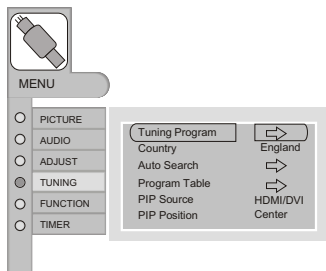 MENU
PICTURE
AUDIO
ADJUST
TUNING
FUNCTION
TIMER
Tuning Program
Country England
Auto Search
Program Table
PIP Source HDMI/DVI
PIP Position Center